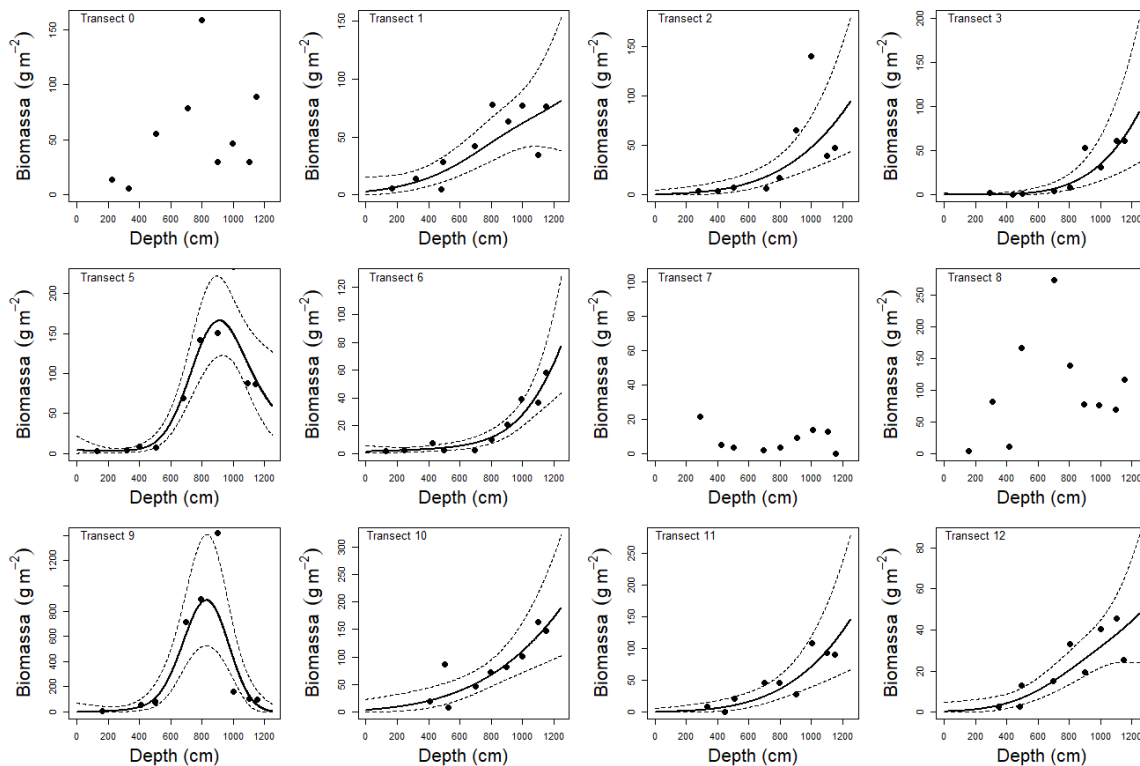 Transect 0
Biomassa (g m⁻²)
0 50 100 150
0 200 400 600 800 1000 1200
Depth (cm)
Transect 1
Biomassa (g m⁻²)
0 50 100 150
0 200 400 600 800 1000 1200
Depth (cm)
Transect 2
Biomassa (g m⁻²)
0 50 100 150
0 200 400 600 800 1000 1200
Depth (cm)
Transect 3
Biomassa (g m⁻²)
0 50 100 150 200
0 200 400 600 800 1000 1200
Depth (cm)
Transect 5
Biomassa (g m⁻²)
0 50 100 150 200
0 200 400 600 800 1000 1200
Depth (cm)
Transect 6
Biomassa (g m⁻²)
0 20 40 60 80 100 120
0 200 400 600 800 1000 1200
Depth (cm)
Transect 7
Biomassa (g m⁻²)
0 20 40 60 80 100
0 200 400 600 800 1000 1200
Depth (cm)
Transect 8
Biomassa (g m⁻²)
0 50 100 150 200 250
0 200 400 600 800 1000 1200
Depth (cm)
Transect 9
Biomassa (g m⁻²)
0 200 400 600 800 1200
0 200 400 600 800 1000 1200
Depth (cm)
Transect 10
Biomassa (g m⁻²)
0 50 100 150 200 250 300
0 200 400 600 800 1000 1200
Depth (cm)
Transect 11
Biomassa (g m⁻²)
0 50 100 150 200 250
0 200 400 600 800 1000 1200
Depth (cm)
Transect 12
Biomassa (g m⁻²)
0 20 40 60 80
0 200 400 600 800 1000 1200
Depth (cm)